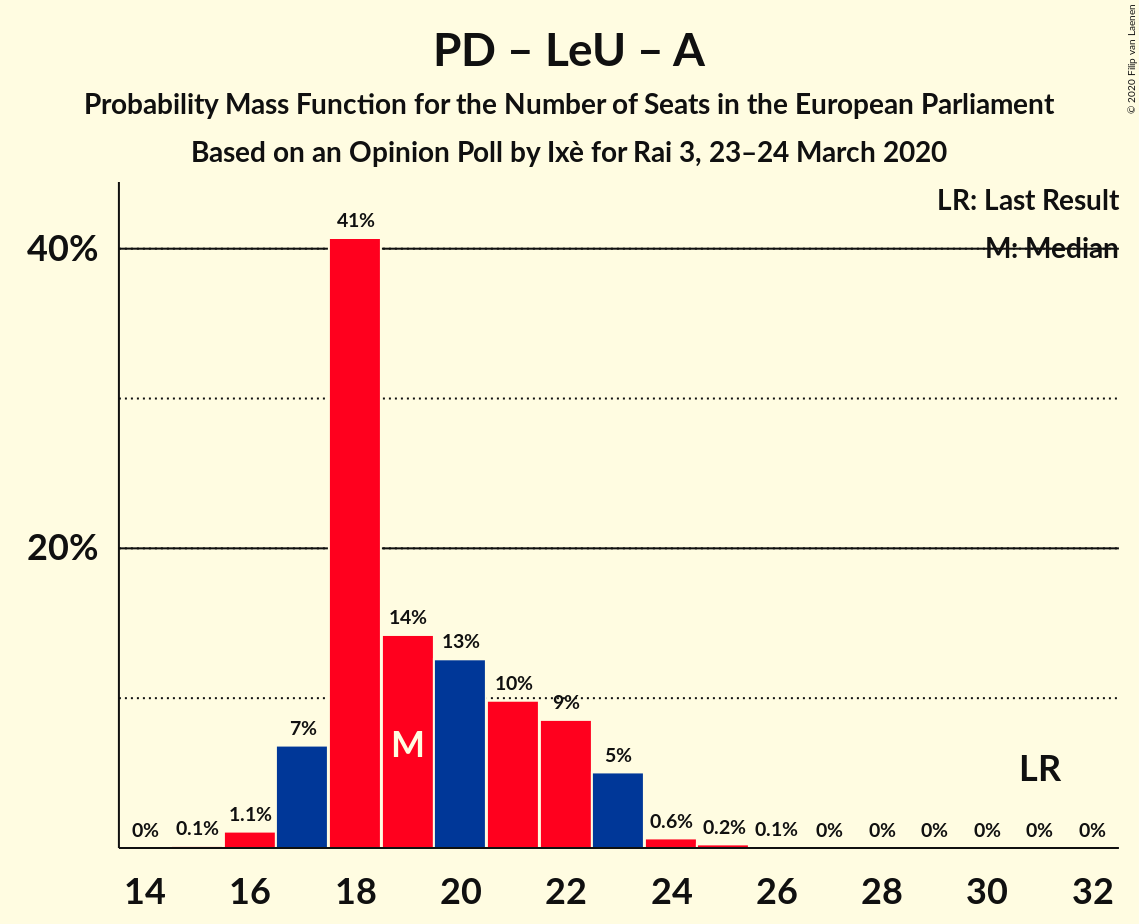 PD – LeU – A
Probability Mass Function for the Number of Seats in the European Parliament
Based on an Opinion Poll by Ixè for Rai 3, 23–24 March 2020
© 2020 Filip van Laenen
LR: Last Result
M: Median
40%
20%
0% 0.1% 1.1% 7% 41% 14% 13% 10% 9% 5% 0.6% 0.2% 0.1% 0% 0% 0% 0% 0% 0%
M
LR
14 16 18 20 22 24 26 28 30 32